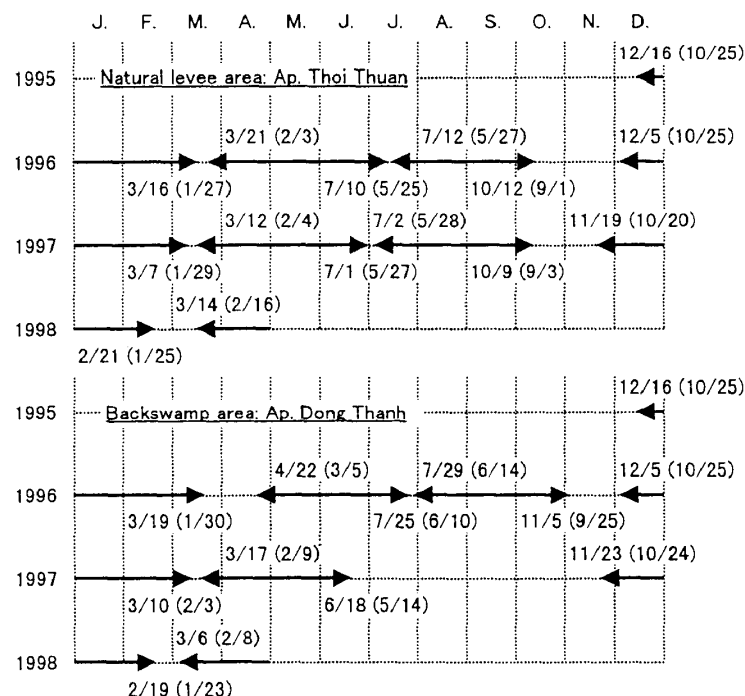 J. F. M. A. M. J. J. A. S. O. N. D.
12/16 (10/25)
1995 Natural levee area: Ap. Thoi Thuan
3/21 (2/3) 7/12 (5/27) 12/5 (10/25)
1996
3/16 (1/27) 7/10 (5/25) 10/12 (9/1)
3/12 (2/4) 7/2 (5/28) 11/19 (10/20)
1997
3/7 (1/29) 7/1 (5/27) 10/9 (9/3)
3/14 (2/16)
1998
2/21 (1/25)
12/16 (10/25)
1995 Backswamp area: Ap. Dong Thanh
4/22 (3/5) 7/29 (6/14) 12/5 (10/25)
1996
3/19 (1/30) 7/25 (6/10) 11/5 (9/25)
3/17 (2/9) 11/23 (10/24)
1997
3/10 (2/3) 6/18 (5/14)
3/6 (2/8)
1998
2/19 (1/23)